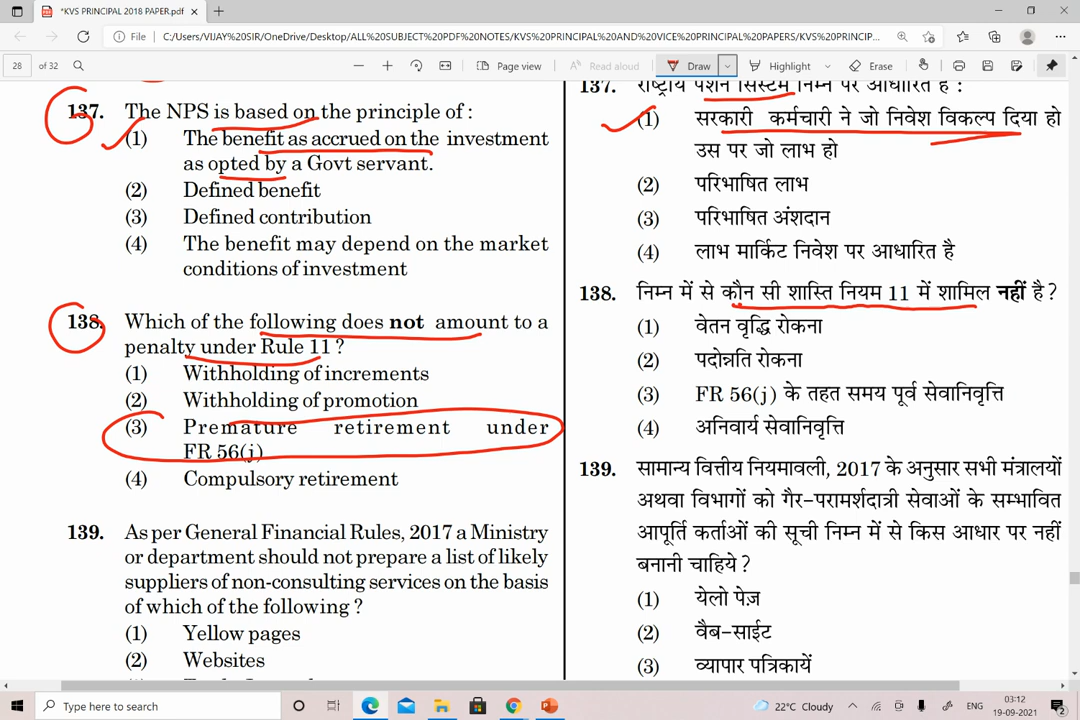 *KVS PRINCIPAL 2018 PAPER.pdf
File
C:/Users/VIJAY%20SIR/OneDrive/Desktop/ALL%20SUBJECT%20PDF%20NOTES/KVS%20PRINCIPAL%20AND%20VICE%20PRINCIPAL%20PAPERS/KVS%20PRINCIP...
28 of 32
Page view
Read aloud
Draw
Highlight
Erase
137. The NPS is based on the principle of :
(1) The benefit as accrued on the investment
as opted by a Govt servant.
(2) Defined benefit
(3) Defined contribution
(4) The benefit may depend on the market
conditions of investment
138. Which of the following does not amount to a
penalty under Rule 11 ?
(1) Withholding of increments
(2) Withholding of promotion
(3) Premature retirement under
FR 56(j)
(4) Compulsory retirement
139. As per General Financial Rules, 2017 a Ministry
or department should not prepare a list of likely
suppliers of non-consulting services on the basis
of which of the following ?
(1) Yellow pages
(2) Websites
137. राष्ट्रीय पेंशन सिस्टम निम्न पर आधारित है :
(1) सरकारी कर्मचारी ने जो निवेश विकल्प दिया हो
उस पर जो लाभ हो
(2) परिभाषित लाभ
(3) परिभाषित अंशदान
(4) लाभ मार्किट निवेश पर आधारित है
138. निम्न में से कौन सी शास्ति नियम 11 में शामिल नहीं है ?
(1) वेतन वृद्धि रोकना
(2) पदोन्नति रोकना
(3) FR 56(j) के तहत समय पूर्व सेवानिवृत्ति
(4) अनिवार्य सेवानिवृत्ति
139. सामान्य वित्तीय नियमावली, 2017 के अनुसार सभी मंत्रालयों
अथवा विभागों को गैर-परामर्शदात्री सेवाओं के सम्भावित
आपूर्ति कर्ताओं की सूची निम्न में से किस आधार पर नहीं
बनानी चाहिये ?
(1) येलो पेज़
(2) वैब-साईट
(3) व्यापार पत्रिकायें
Type here to search
22°C Cloudy
ENG
03:12
19-09-2021
2